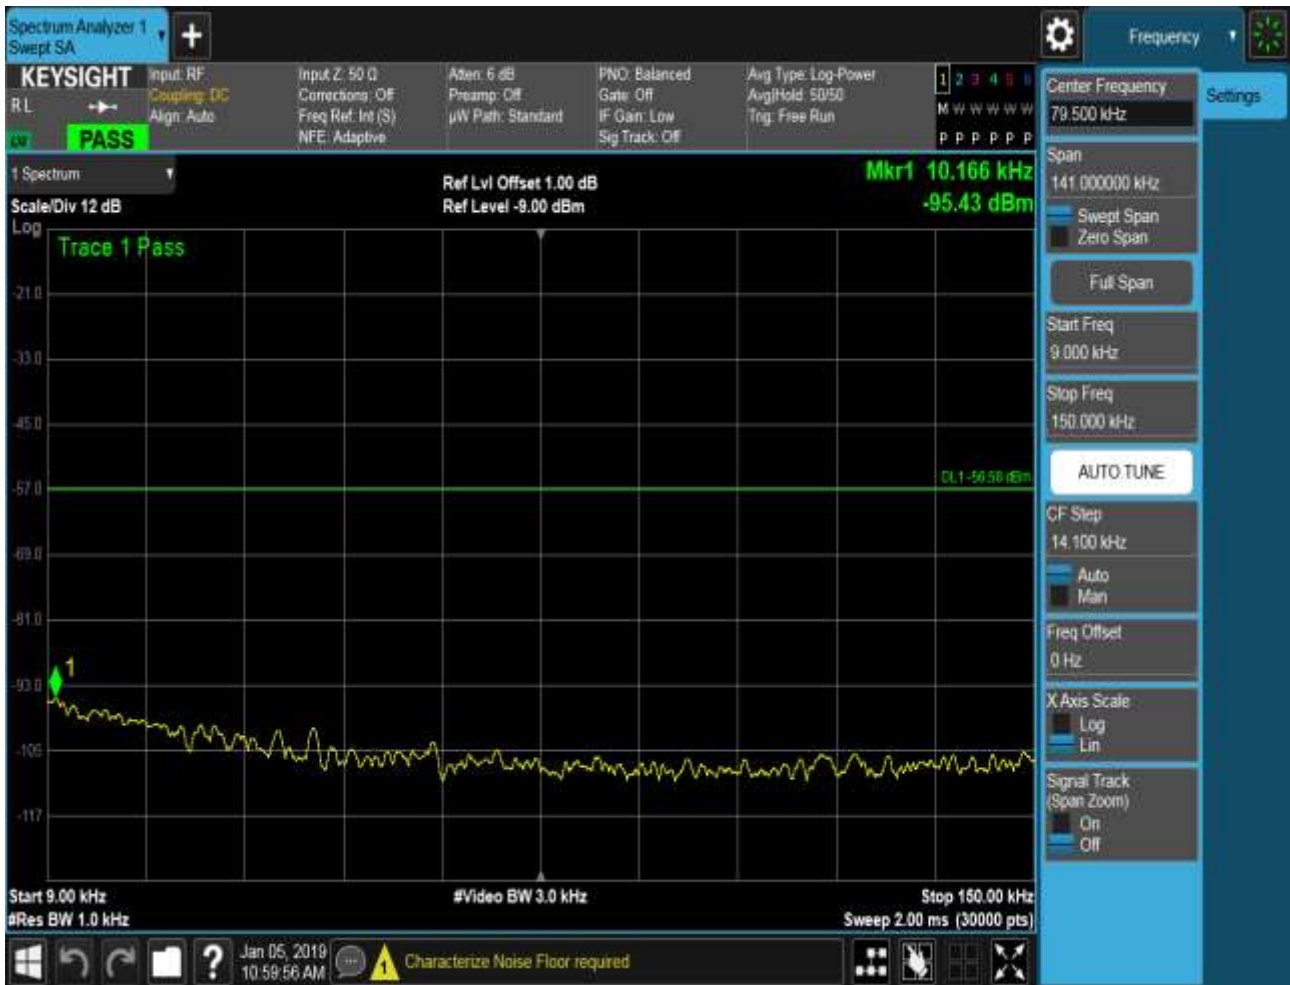 Spectrum Analyzer 1
Swept SA
Frequency
KEYSIGHT
R L
PASS
Input: RF
Coupling: DC
Align: Auto
Input Z: 50 Ω
Corrections: Off
Freq Ref: Int (S)
NFE: Adaptive
Atten: 6 dB
Preamp: Off
µW Path: Standard
PNO: Balanced
Gate: Off
IF Gain: Low
Sig Track: Off
Avg Type: Log-Power
Avg|Hold: 50/50
Trig: Free Run
1 2 3 4 5 6
M W W W W W
P P P P P P
1 Spectrum
Scale/Div 12 dB
Ref Lvl Offset 1.00 dB
Ref Level -9.00 dBm
Mkr1 10.166 kHz
-95.43 dBm
Log
Trace 1 Pass
-21.0
-33.0
-45.0
-57.0
DL1 -56.58 dBm
-69.0
-81.0
-93.0
1
-105
-117
Start 9.00 kHz
#Video BW 3.0 kHz
Stop 150.00 kHz
#Res BW 1.0 kHz
Sweep 2.00 ms (30000 pts)
Center Frequency
79.500 kHz
Settings
Span
141.000000 kHz
Swept Span
Zero Span
Full Span
Start Freq
9.000 kHz
Stop Freq
150.000 kHz
AUTO TUNE
CF Step
14.100 kHz
Auto
Man
Freq Offset
0 Hz
X Axis Scale
Log
Lin
Signal Track
(Span Zoom)
On
Off
?
Jan 05, 2019
10:59:56 AM
1
Characterize Noise Floor required